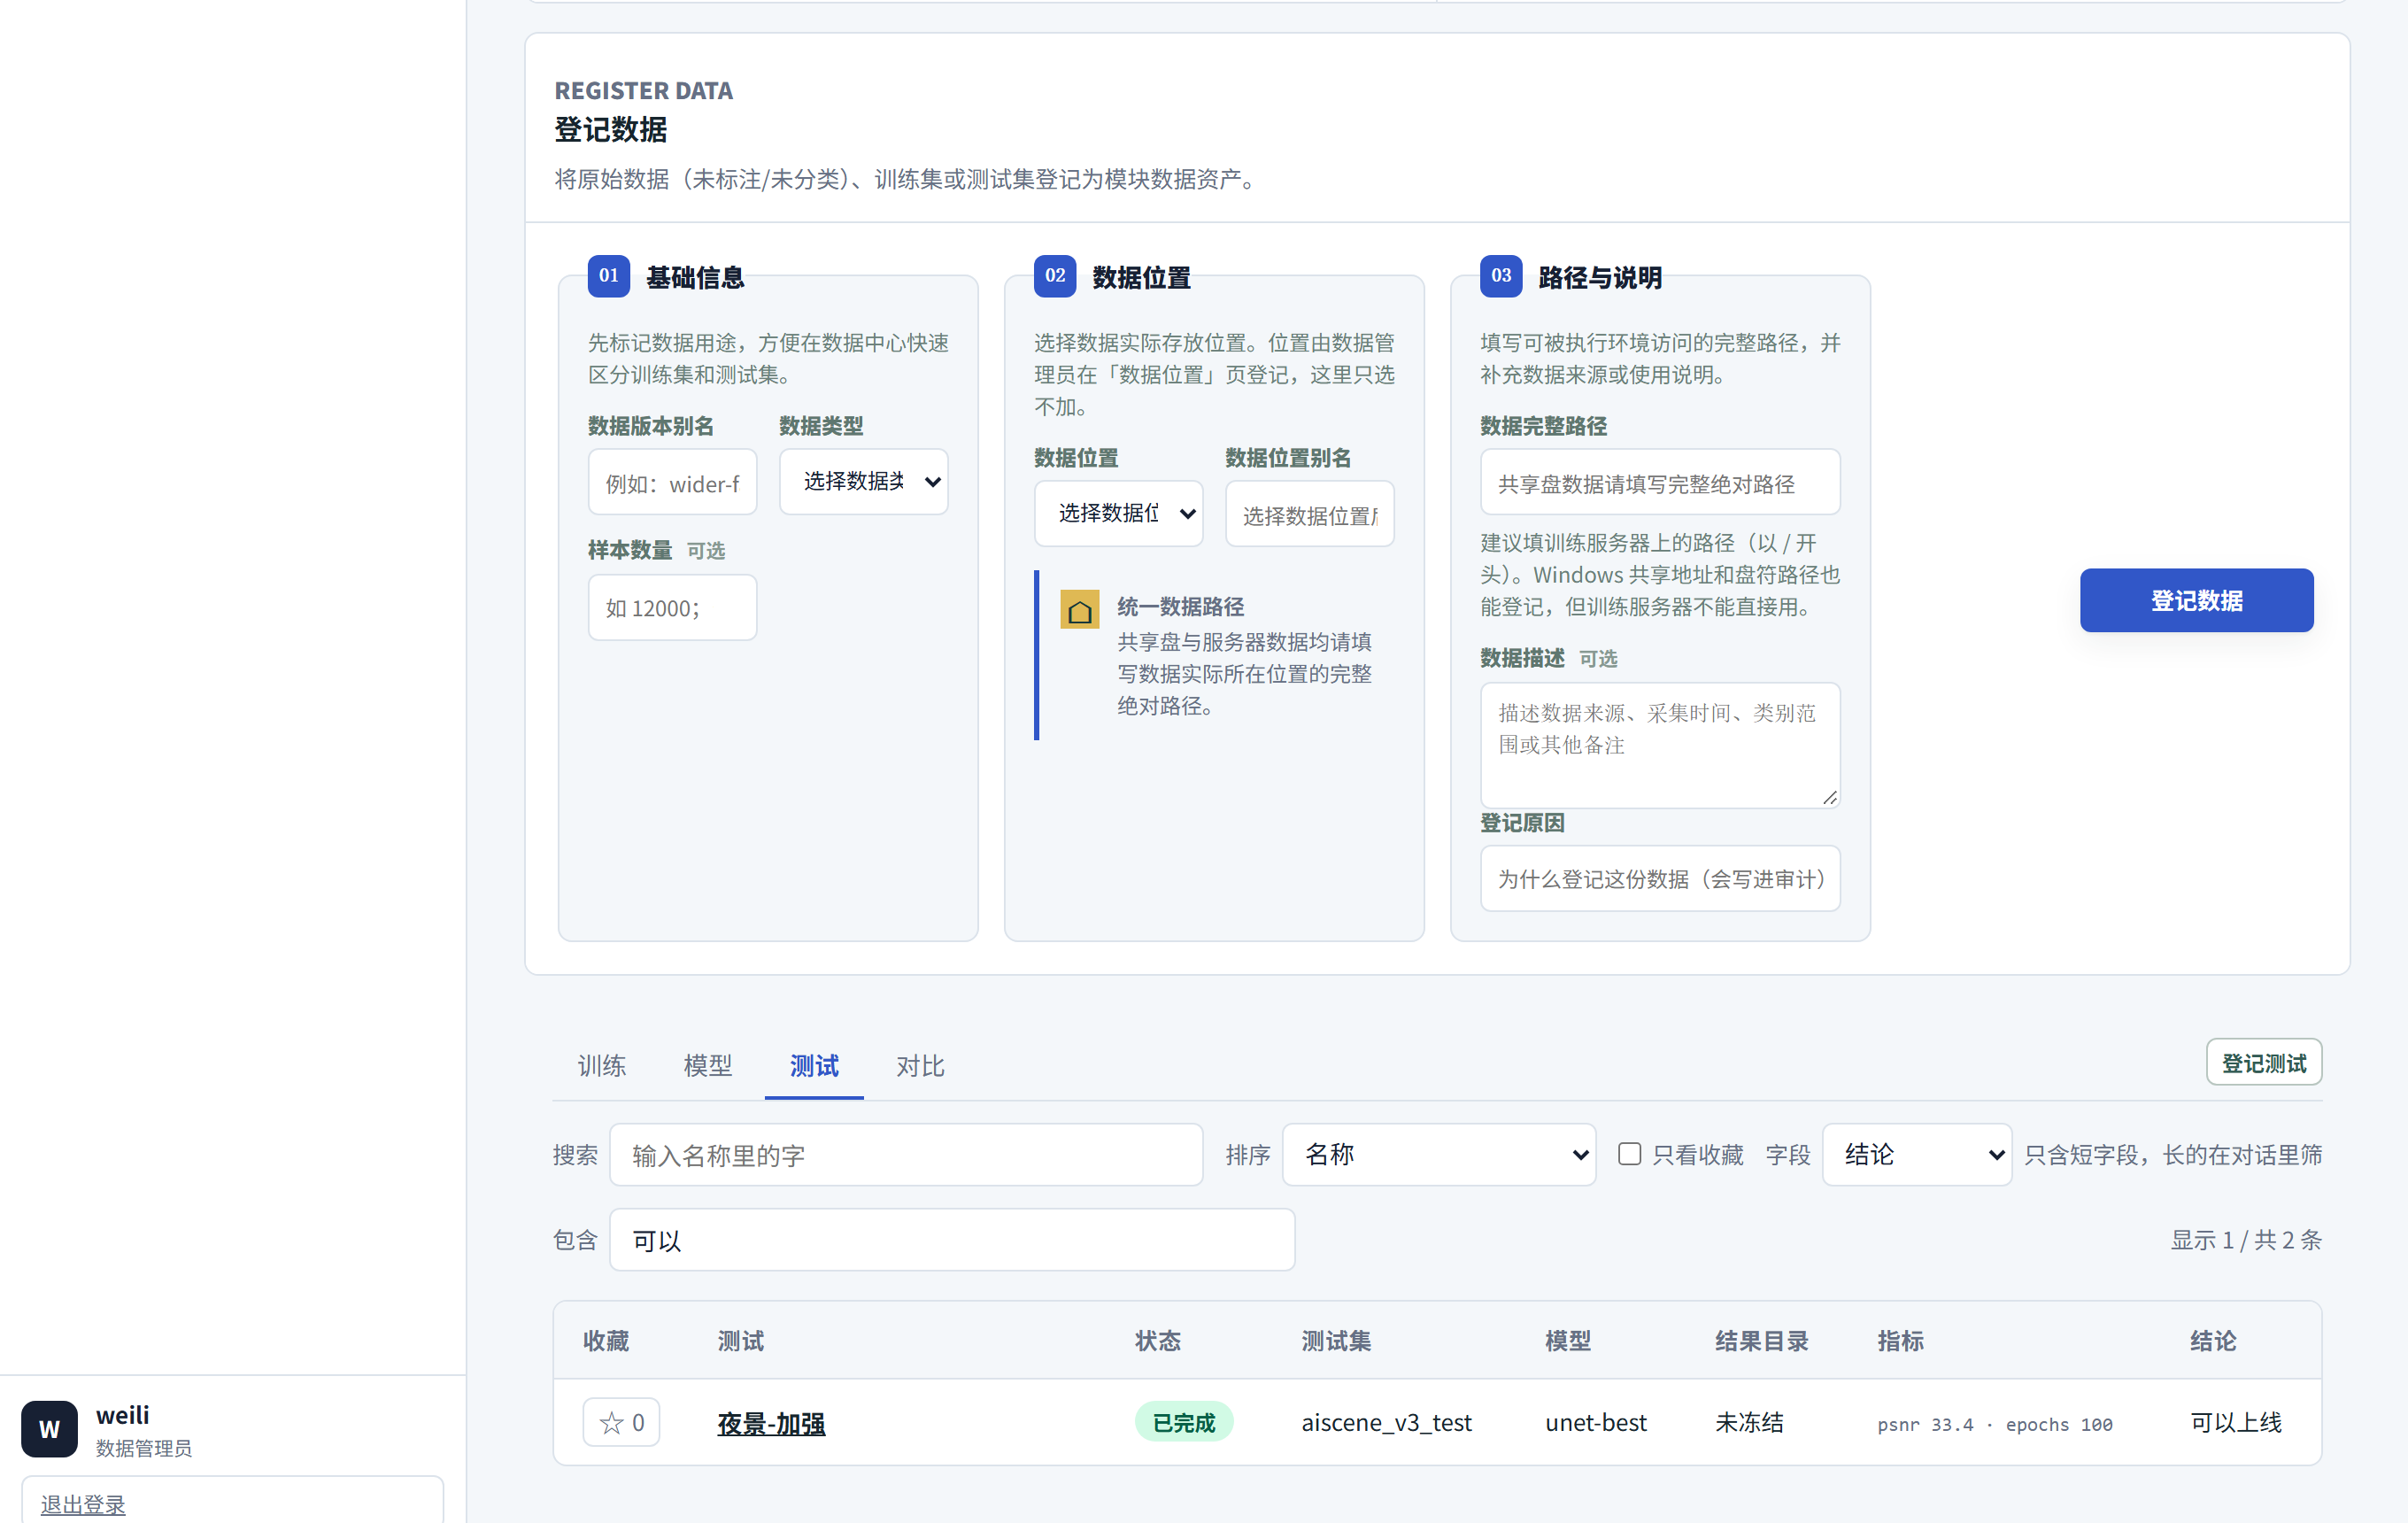 REGISTER DATA
登记数据
将原始数据（未标注/未分类）、训练集或测试集登记为模块数据资产。
01 基础信息
先标记数据用途，方便在数据中心快速
区分训练集和测试集。
数据版本别名 数据类型
例如：wider-f 选择数据类
样本数量 可选
如 12000；
02 数据位置
选择数据实际存放位置。位置由数据管
理员在「数据位置」页登记，这里只选
不加。
数据位置 数据位置别名
选择数据位 选择数据位置后
统一数据路径
共享盘与服务器数据均请填
写数据实际所在位置的完整
绝对路径。
03 路径与说明
填写可被执行环境访问的完整路径，并
补充数据来源或使用说明。
数据完整路径
共享盘数据请填写完整绝对路径
建议填训练服务器上的路径（以 / 开
头）。Windows 共享地址和盘符路径也
能登记，但训练服务器不能直接用。
数据描述 可选
描述数据来源、采集时间、类别范
围或其他备注
登记原因
为什么登记这份数据（会写进审计）
登记数据
训练 模型 测试 对比
登记测试
搜索 输入名称里的字 排序 名称 只看收藏 字段 结论 只含短字段，长的在对话里筛
包含 可以 显示 1 / 共 2 条
收藏 测试 状态 测试集 模型 结果目录 指标 结论
☆ 0 夜景-加强 已完成 aiscene_v3_test unet-best 未冻结 psnr 33.4 · epochs 100 可以上线
W weili
数据管理员
退出登录